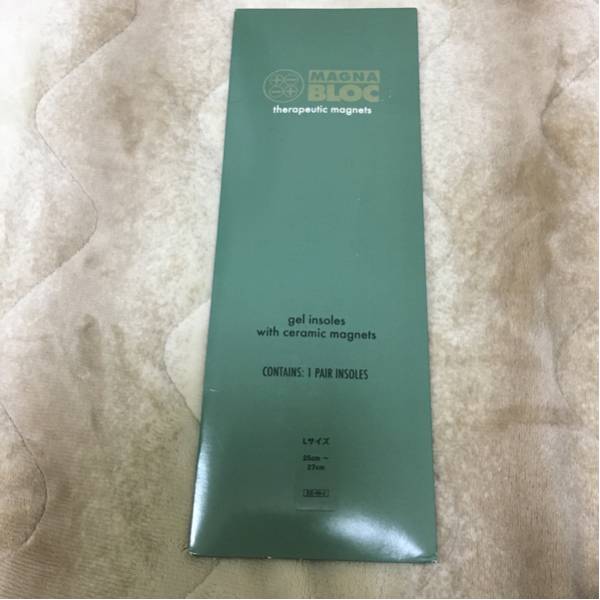 MAGNA
BLOC
therapeutic magnets
gel insoles
with ceramic magnets
CONTAINS: 1 PAIR INSOLES
Lサイズ
25cm～
27cm